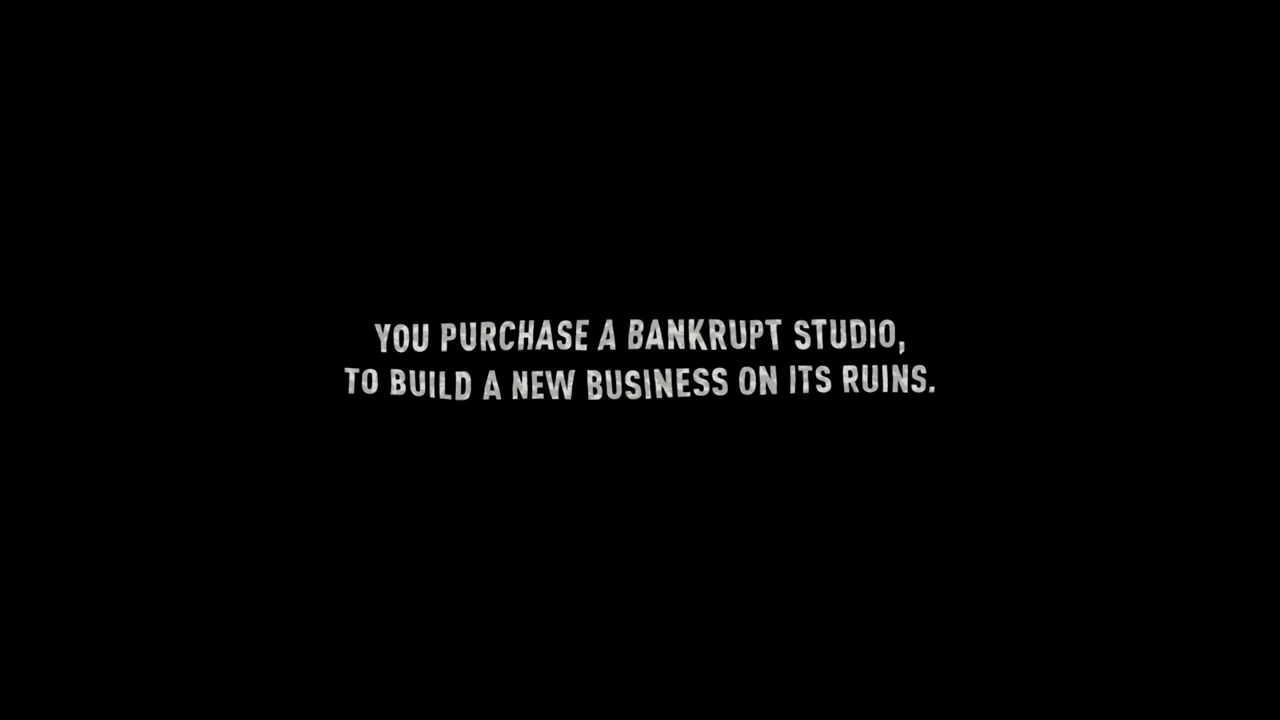 YOU PURCHASE A BANKRUPT STUDIO,
TO BUILD A NEW BUSINESS ON ITS RUINS.